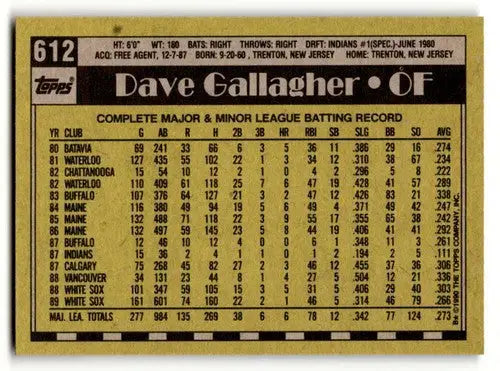 612
HT: 6'0" WT: 180 BATS: RIGHT THROWS: RIGHT DRFT: INDIANS #1(SPEC.)-JUNE 1980
ACQ: FREE AGENT, 12-7-87 BORN: 9-20-60, TRENTON, NEW JERSEY HOME: TRENTON, NEW JERSEY
TOPPS
Dave Gallagher • OF
COMPLETE MAJOR & MINOR LEAGUE BATTING RECORD
YR CLUB G AB R H 2B 3B HR RBI SB SLG BB SO AVG
80 BATAVIA 69 241 33 66 6 3 5 36 11 .386 29 16 .274
81 WATERLOO 127 435 55 102 22 1 3 34 12 .310 38 67 .234
82 CHATTANOOGA 15 54 10 12 2 1 0 4 2 .296 5 8 .222
82 WATERLOO 110 409 61 118 25 7 6 47 19 .428 41 57 .289
83 BUFFALO 107 376 64 127 21 3 2 47 12 .426 83 21 .338
84 MAINE 116 380 49 94 19 5 6 49 4 .371 49 42 .247
85 MAINE 132 488 71 118 22 3 9 55 17 .355 65 38 .242
86 MAINE 132 497 59 145 23 5 8 44 19 .406 41 41 .292
87 BUFFALO 12 46 10 12 4 0 3 6 1 .548 11 3 .261
87 INDIANS 15 36 2 4 1 1 0 1 2 .194 2 5 .111
87 CALGARY 75 268 45 82 27 2 3 46 12 .455 37 36 .306
88 VANCOUVER 34 131 23 44 8 1 4 27 5 .504 12 21 .336
88 WHITE SOX 101 347 59 105 15 3 5 31 5 .406 29 40 .303
89 WHITE SOX 161 601 74 160 22 2 1 46 5 .314 46 79 .266
MAJ. LEA. TOTALS 277 984 135 269 38 6 6 78 12 .342 77 124 .273
B* © 1990 THE TOPPS COMPANY, INC.